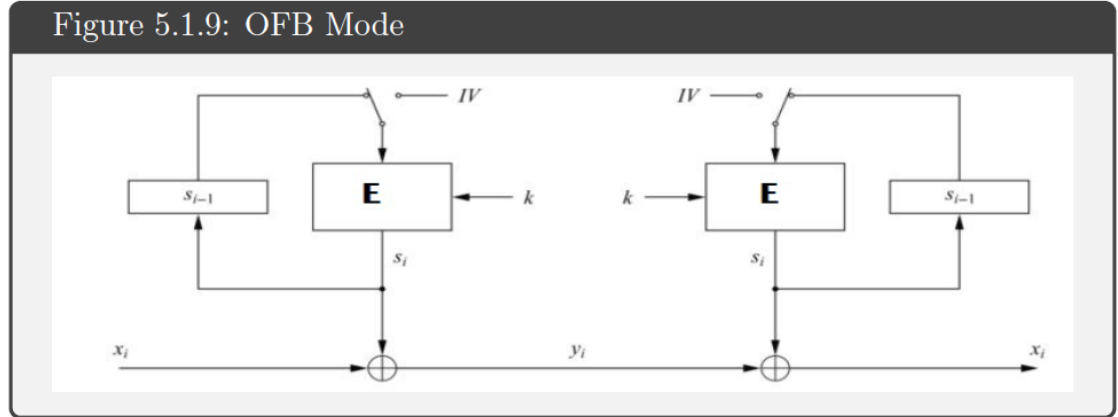 Figure 5.1.9: OFB Mode
IV IV
s_{i-1} E k k E s_{i-1}
s_i s_i
x_i y_i x_i